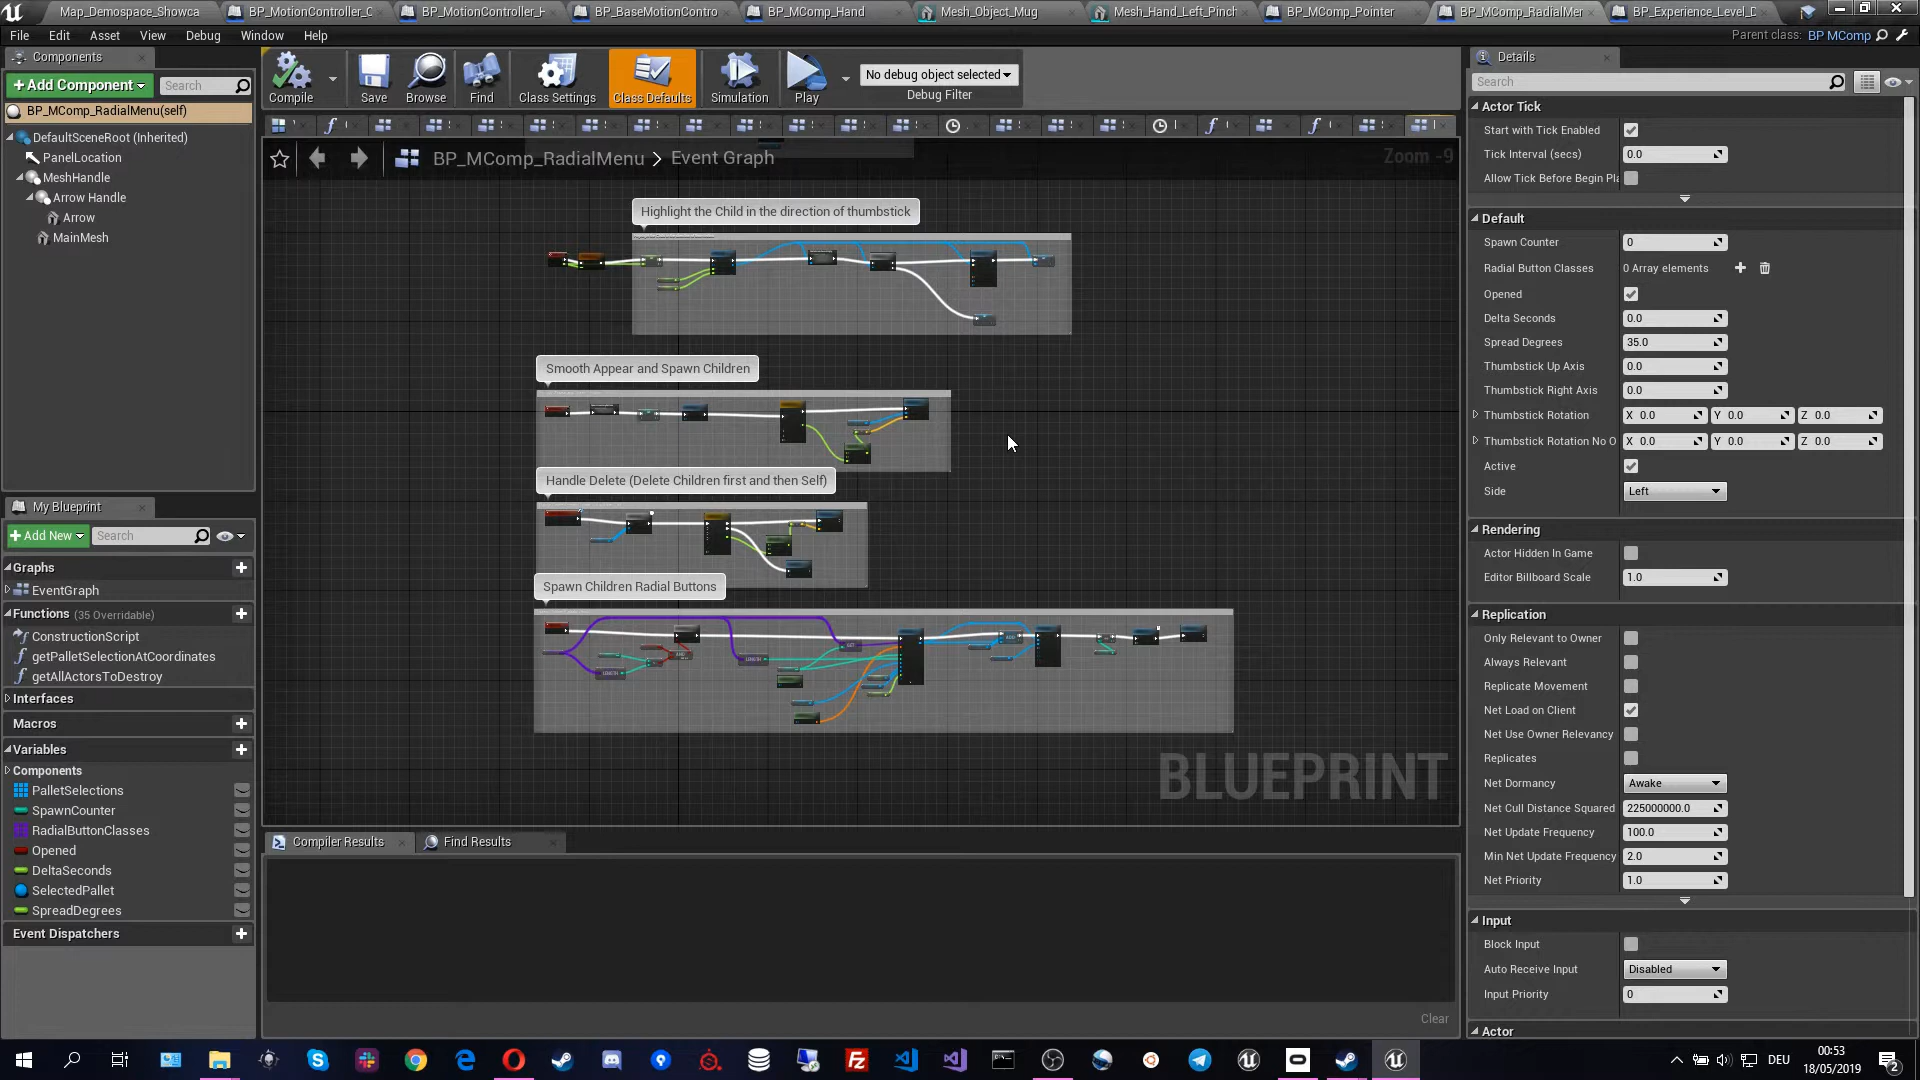 Map_Demospace_Showca
BP_MotionController_C
BP_MotionController_H
BP_BaseMotionContro
BP_MComp_Hand
Mesh_Object_Mug
Mesh_Hand_Left_Pinch
BP_MComp_Pointer
BP_MComp_RadialMer
BP_Experience_Level_D
File Edit Asset View Debug Window Help
Parent class: BP MComp
Components
+Add Component
Search
BP_MComp_RadialMenu(self)
DefaultSceneRoot (Inherited)
PanelLocation
MeshHandle
Arrow Handle
Arrow
MainMesh
Compile
Save
Browse
Find
Class Settings
Class Defaults
Simulation
Play
No debug object selected
Debug Filter
BP_MComp_RadialMenu > Event Graph
Zoom -9
Highlight the Child in the direction of thumbstick
Smooth Appear and Spawn Children
Handle Delete (Delete Children first and then Self)
Spawn Children Radial Buttons
BLUEPRINT
My Blueprint
+Add New
Search
Graphs
EventGraph
Functions (35 Overridable)
ConstructionScript
getPalletSelectionAtCoordinates
getAllActorsToDestroy
Interfaces
Macros
Variables
Components
PalletSelections
SpawnCounter
RadialButtonClasses
Opened
DeltaSeconds
SelectedPallet
SpreadDegrees
Event Dispatchers
Compiler Results
Find Results
Clear
Details
Search
Actor Tick
Start with Tick Enabled
Tick Interval (secs) 0.0
Allow Tick Before Begin Pla
Default
Spawn Counter 0
Radial Button Classes 0 Array elements
Opened
Delta Seconds 0.0
Spread Degrees 35.0
Thumbstick Up Axis 0.0
Thumbstick Right Axis 0.0
Thumbstick Rotation X 0.0 Y 0.0 Z 0.0
Thumbstick Rotation No O X 0.0 Y 0.0 Z 0.0
Active
Side Left
Rendering
Actor Hidden In Game
Editor Billboard Scale 1.0
Replication
Only Relevant to Owner
Always Relevant
Replicate Movement
Net Load on Client
Net Use Owner Relevancy
Replicates
Net Dormancy Awake
Net Cull Distance Squared 225000000.0
Net Update Frequency 100.0
Min Net Update Frequency 2.0
Net Priority 1.0
Input
Block Input
Auto Receive Input Disabled
Input Priority 0
Actor
DEU
00:53
18/05/2019
2